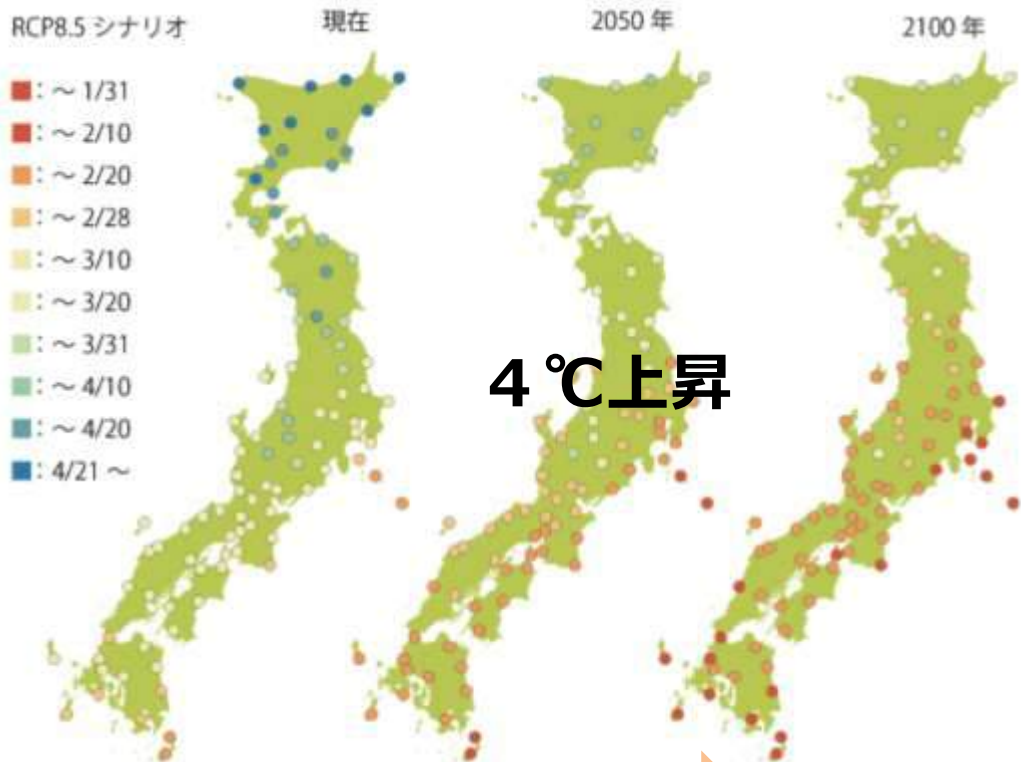 RCP8.5 シナリオ
現在
2050 年
2100 年
：～ 1/31
：～ 2/10
：～ 2/20
：～ 2/28
：～ 3/10
：～ 3/20
：～ 3/31
：～ 4/10
：～ 4/20
：4/21 ～
４℃上昇